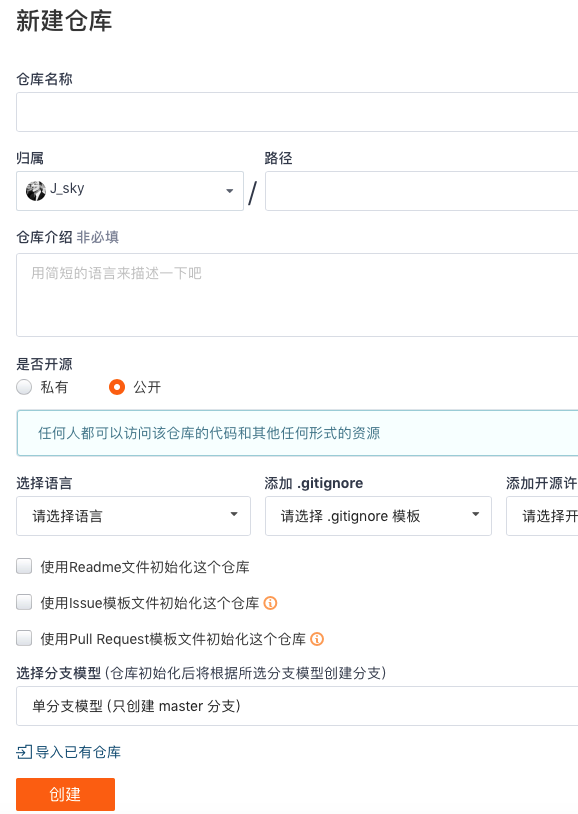 新建仓库
仓库名称
归属 路径
J_sky /
仓库介绍 非必填
用简短的语言来描述一下吧
是否开源
私有 公开
任何人都可以访问该仓库的代码和其他任何形式的资源
选择语言 添加 .gitignore 添加开源许
请选择语言 请选择 .gitignore 模板 请选择开
使用Readme文件初始化这个仓库
使用Issue模板文件初始化这个仓库
使用Pull Request模板文件初始化这个仓库
选择分支模型 (仓库初始化后将根据所选分支模型创建分支)
单分支模型 (只创建 master 分支)
导入已有仓库
创建